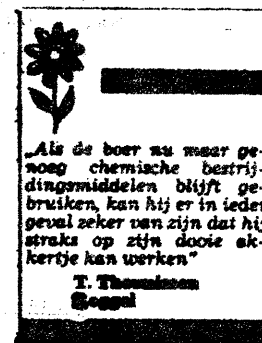 „Als de boer nu maar ge-
noeg chemische bestrij-
dingsmiddelen blijft ge-
bruiken, kan hij er in ieder
geval zeker van zijn dat hij
straks op zijn dooie ak-
kertje kan werken”
T.